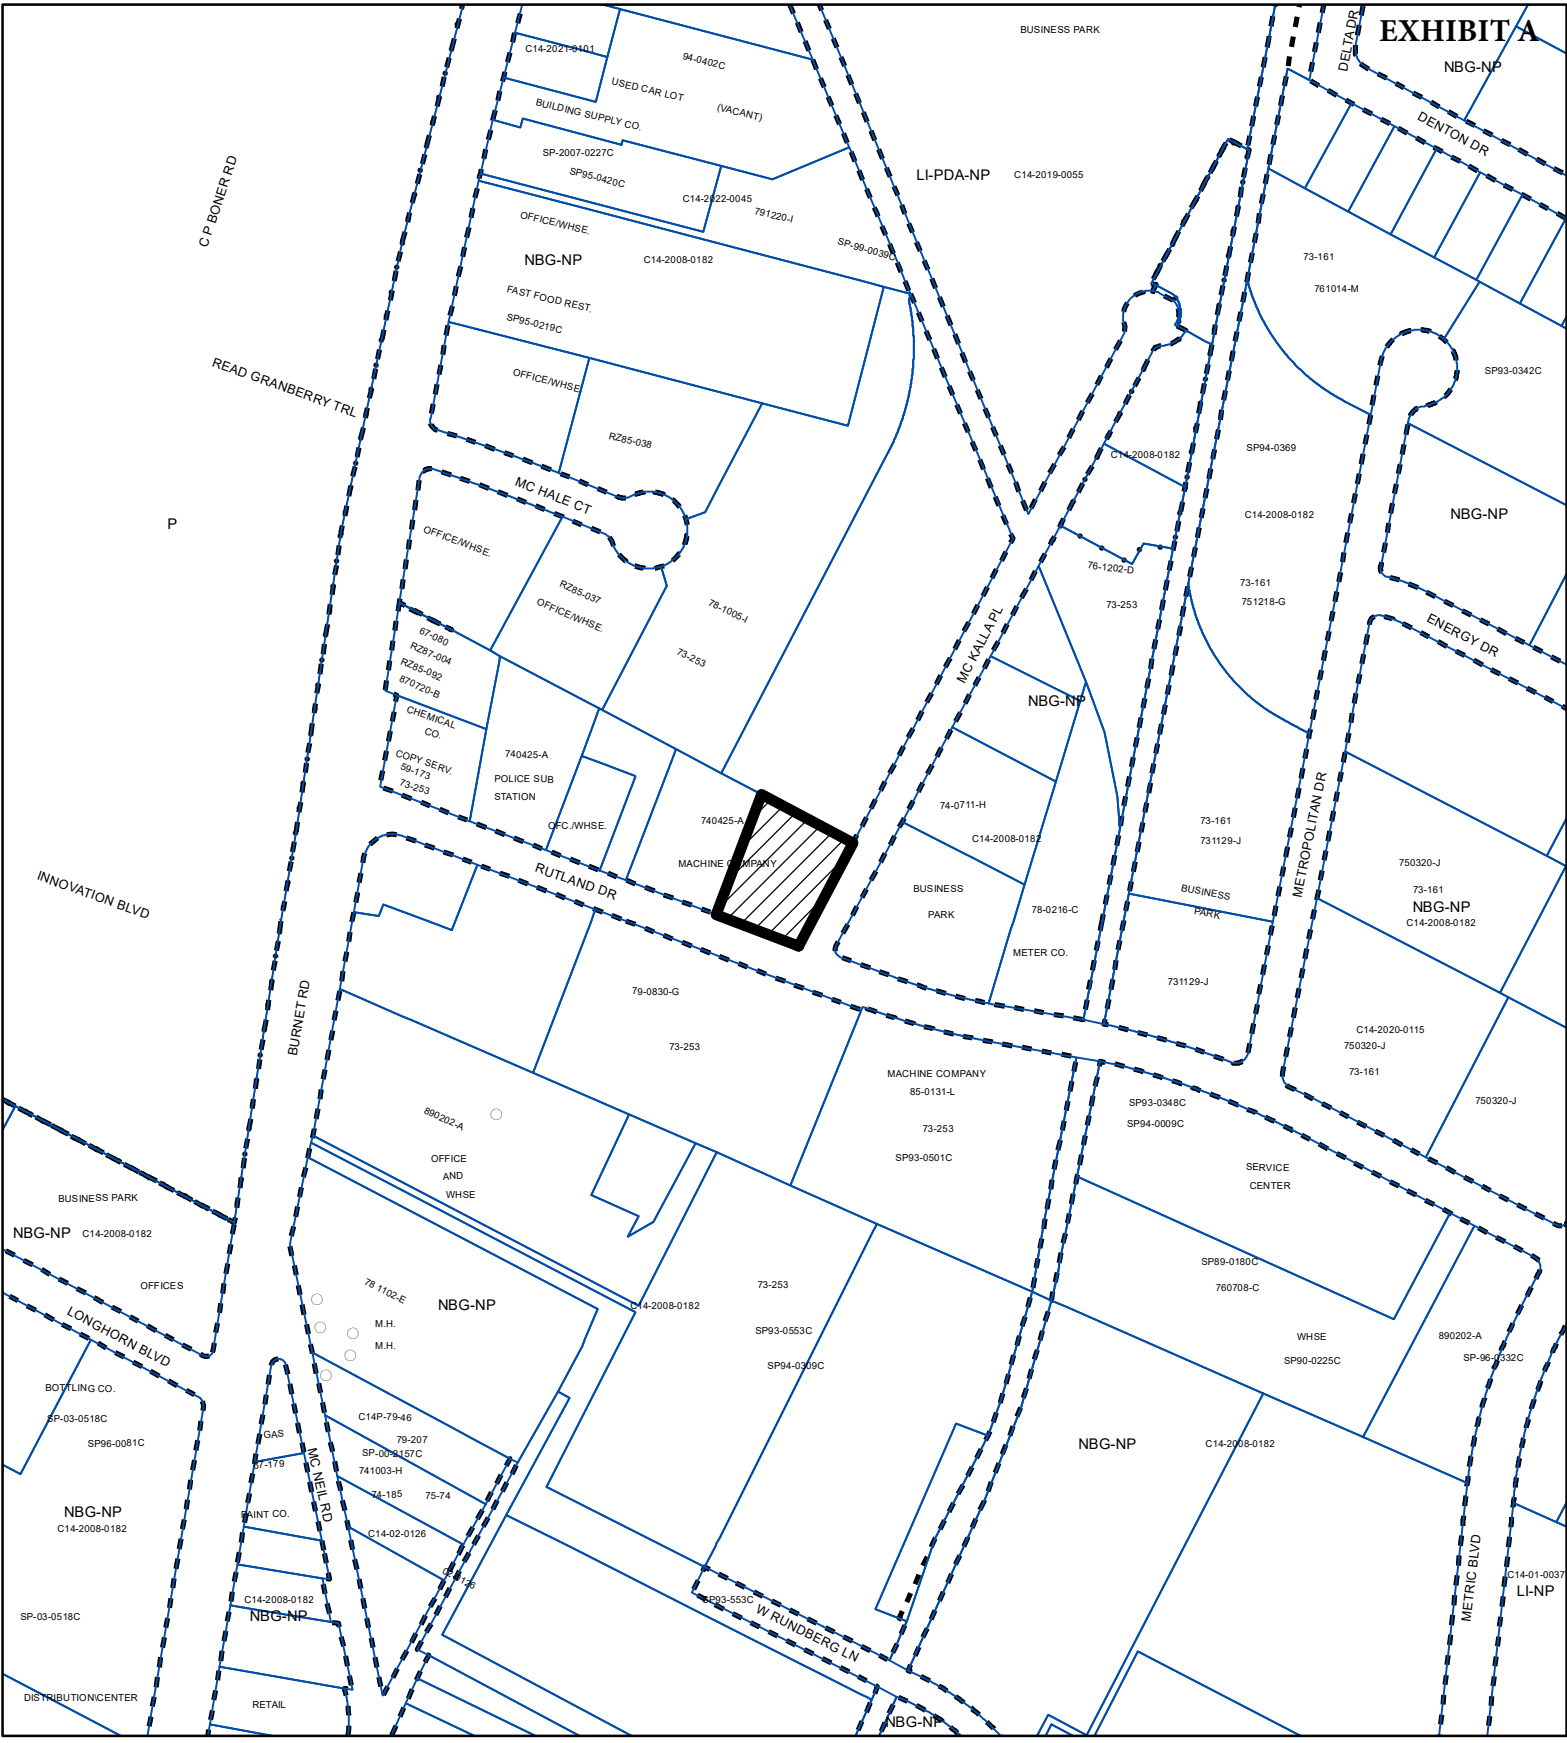 EXHIBIT A
BUSINESS PARK
DELTA DR
NBG-NP
C14-2021-0101
94-0402C
USED CAR LOT
(VACANT)
BUILDING SUPPLY CO.
DENTON DR
SP-2007-0227C
SP95-0420C
C14-2022-0045
791220-I
LI-PDA-NP
C14-2019-0055
C P BONER RD
OFFICE/WHSE.
SP-99-0039C
NBG-NP
C14-2008-0182
73-161
761014-M
FAST FOOD REST.
SP95-0219C
READ GRANBERRY TRL
OFFICE/WHSE
SP93-0342C
RZ85-038
C14-2008-0182
SP94-0369
MC HALE CT
P
C14-2008-0182
NBG-NP
OFFICE/WHSE.
76-1202-D
RZ85-037
OFFICE/WHSE.
78-1005-I
73-253
73-161
751218-G
67-080
RZ87-004
RZ85-092
870720-B
73-253
MC KALLA PL
ENERGY DR
NBG-NP
CHEMICAL
CO.
COPY SERV.
59-173
73-253
740425-A
POLICE SUB
STATION
OFC./WHSE.
740425-A
MACHINE COMPANY
74-0711-H
C14-2008-0182
73-161
731129-J
METROPOLITAN DR
750320-J
73-161
NBG-NP
C14-2008-0182
RUTLAND DR
INNOVATION BLVD
BUSINESS
PARK
78-0216-C
METER CO.
BUSINESS
PARK
731129-J
BURNET RD
79-0830-G
73-253
C14-2020-0115
750320-J
73-161
750320-J
MACHINE COMPANY
85-0131-L
73-253
SP93-0501C
SP93-0348C
SP94-0009C
890202-A
OFFICE
AND
WHSE
SERVICE
CENTER
BUSINESS PARK
NBG-NP
C14-2008-0182
OFFICES
SP89-0180C
760708-C
78 1102-E
NBG-NP
M.H.
M.H.
C14-2008-0182
73-253
SP93-0553C
SP94-0309C
LONGHORN BLVD
WHSE
SP90-0225C
890202-A
SP-96-0332C
BOTTLING CO.
SP-03-0518C
SP96-0081C
C14P-79-46
79-207
SP-00-2157C
741003-H
74-185
75-74
C14-02-0126
GAS
67-179
MC NEIL RD
PAINT CO.
NBG-NP
C14-2008-0182
NBG-NP
C14-2008-0182
C14-01-0037
LI-NP
METRIC BLVD
C14-2008-0182
NBG-NP
SP93-553C
W RUNDBERG LN
SP-03-0518C
DISTRIBUTION\CENTER
RETAIL
NBG-NP